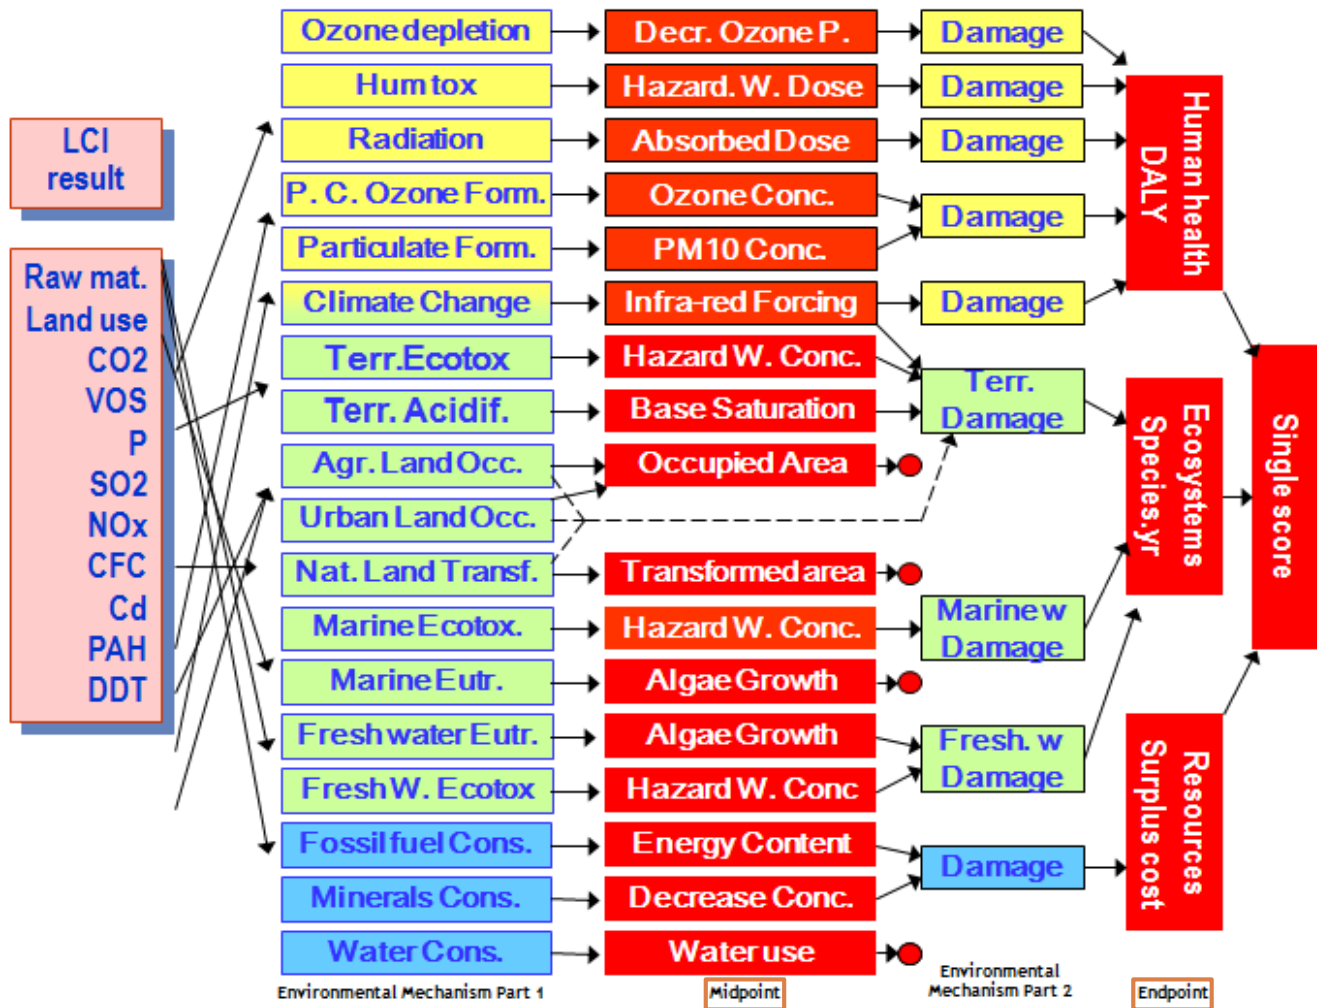 LCI
result
Raw mat.
Land use
CO2
VOS
P
SO2
NOx
CFC
Cd
PAH
DDT
Ozone depletion
Hum tox
Radiation
P. C. Ozone Form.
Particulate Form.
Climate Change
Terr.Ecotox
Terr. Acidif.
Agr. Land Occ.
Urban Land Occ.
Nat. Land Transf.
Marine Ecotox.
Marine Eutr.
Fresh water Eutr.
Fresh W. Ecotox
Fossil fuel Cons.
Minerals Cons.
Water Cons.
Environmental Mechanism Part 1
Decr. Ozone P.
Hazard. W. Dose
Absorbed Dose
Ozone Conc.
PM10 Conc.
Infra-red Forcing
Hazard W. Conc.
Base Saturation
Occupied Area
Transformed area
Hazard W. Conc.
Algae Growth
Algae Growth
Hazard W. Conc
Energy Content
Decrease Conc.
Water use
Midpoint
Damage
Damage
Damage
Damage
Damage
Terr.
Damage
Marine w
Damage
Fresh. w
Damage
Damage
Environmental
Mechanism Part 2
Human health
DALY
Ecosystems
Species.yr
Resources
Surplus cost
Endpoint
Single score